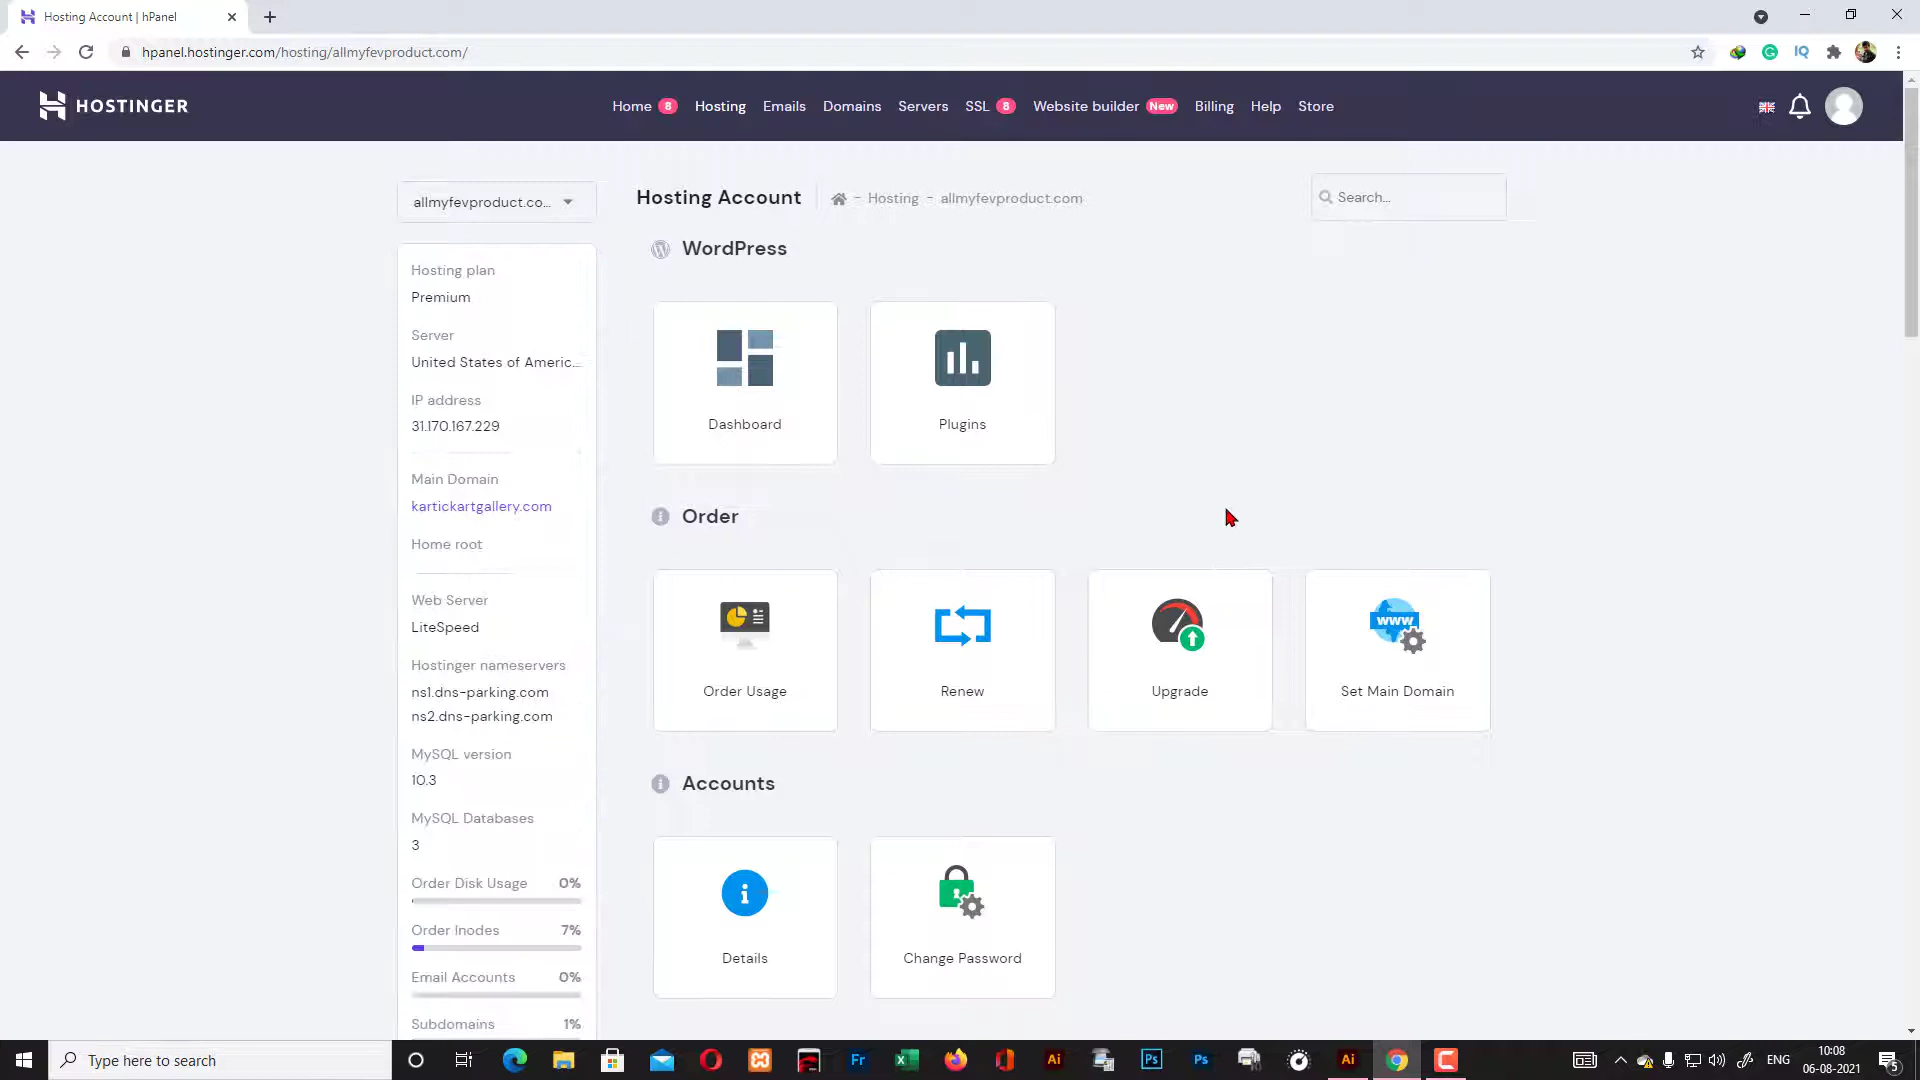 Hosting Account | hPanel
hpanel.hostinger.com/hosting/allmyfevproduct.com/
HOSTINGER
Home 8 Hosting Emails Domains Servers SSL 8 Website builder New Billing Help Store
allmyfevproduct.co...
Hosting Account
- Hosting - allmyfevproduct.com
Search...
Hosting plan
Premium
Server
United States of Americ...
IP address
31.170.167.229
Main Domain
kartickartgallery.com
Home root
Web Server
LiteSpeed
Hostinger nameservers
ns1.dns-parking.com
ns2.dns-parking.com
MySQL version
10.3
MySQL Databases
3
Order Disk Usage 0%
Order Inodes 7%
Email Accounts 0%
Subdomains 1%
WordPress
Dashboard
Plugins
Order
Order Usage
Renew
www
Upgrade
Set Main Domain
Accounts
Details
Change Password
Type here to search
Fr
Ai
Ps
Ps
Ai
ENG
10:08
06-08-2021
5